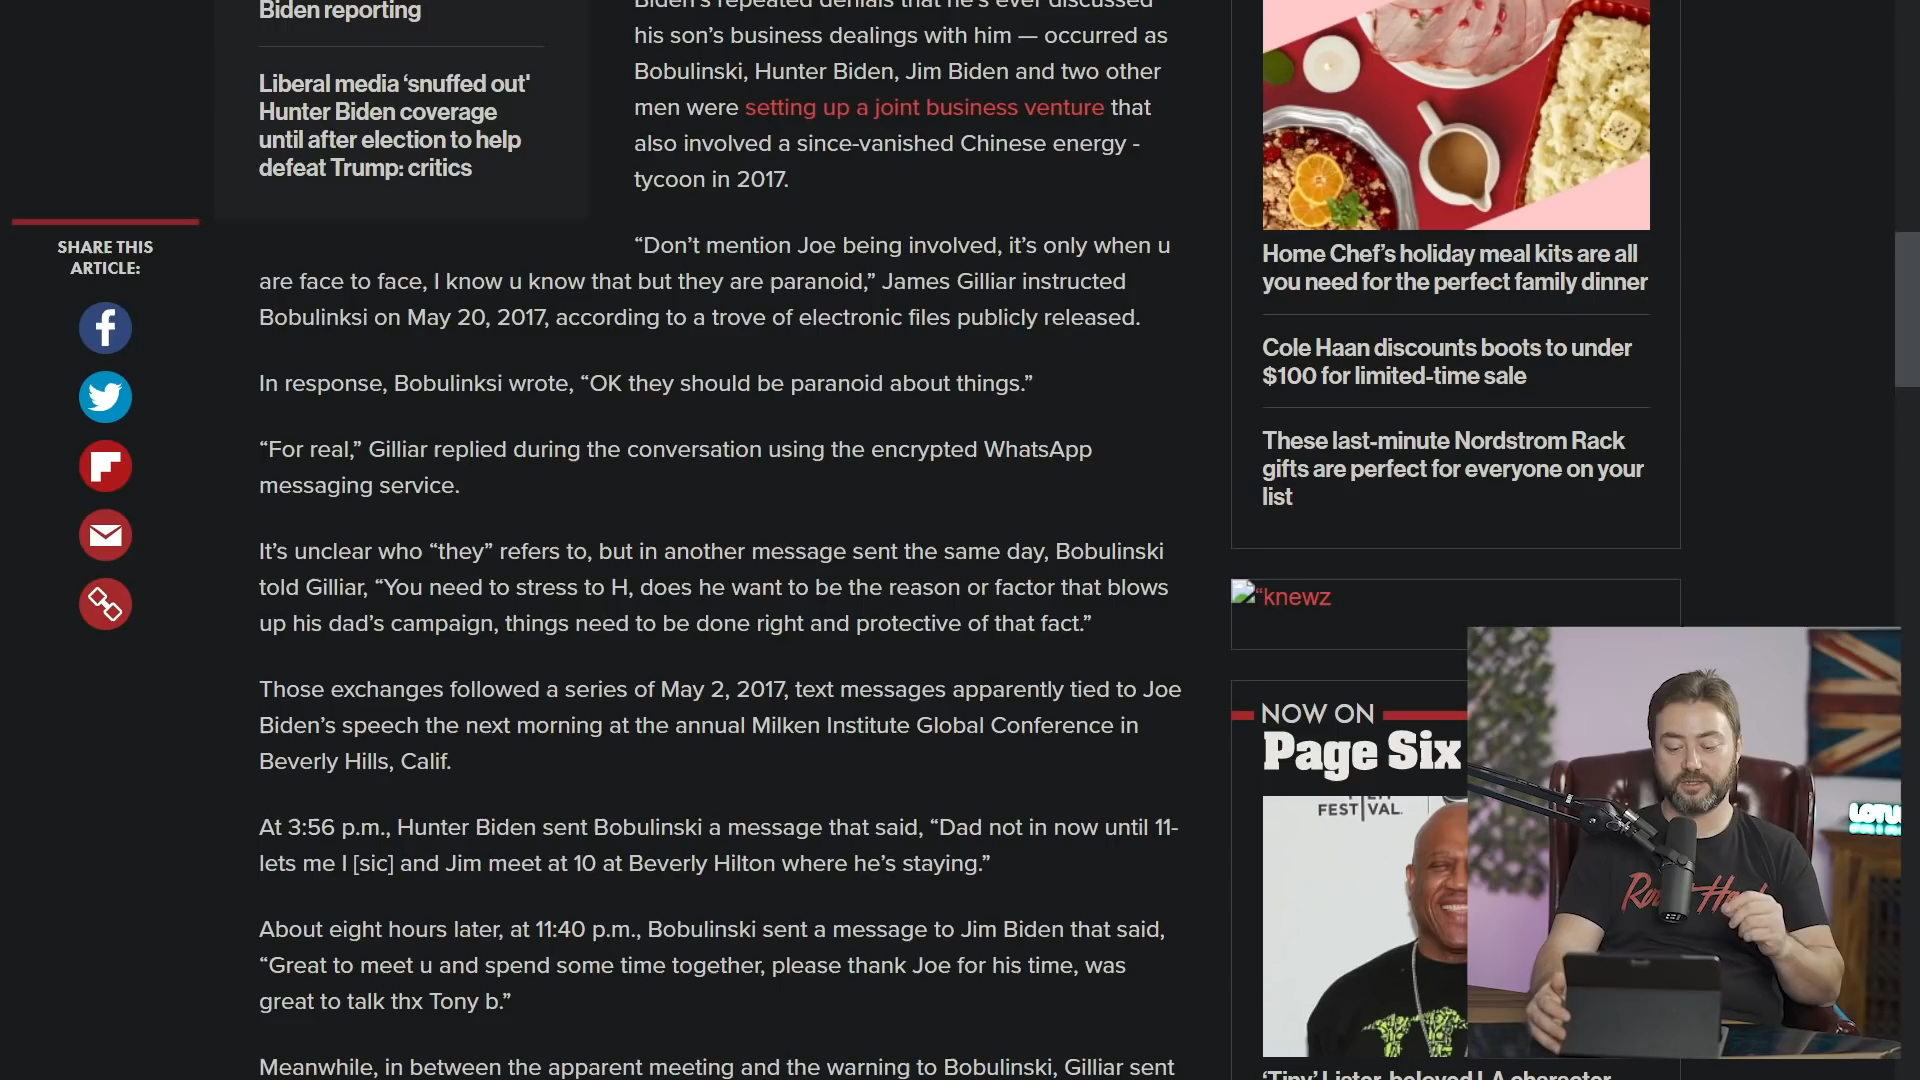 Biden reporting
Liberal media ‘snuffed out'
Hunter Biden coverage
until after election to help
defeat Trump: critics
SHARE THIS
ARTICLE:
Biden’s repeated denials that he’s ever discussed
his son’s business dealings with him — occurred as
Bobulinski, Hunter Biden, Jim Biden and two other
men were setting up a joint business venture that
also involved a since-vanished Chinese energy -
tycoon in 2017.
“Don’t mention Joe being involved, it’s only when u
are face to face, I know u know that but they are paranoid,” James Gilliar instructed
Bobulinksi on May 20, 2017, according to a trove of electronic files publicly released.
In response, Bobulinksi wrote, “OK they should be paranoid about things.”
“For real,” Gilliar replied during the conversation using the encrypted WhatsApp
messaging service.
It’s unclear who “they” refers to, but in another message sent the same day, Bobulinski
told Gilliar, “You need to stress to H, does he want to be the reason or factor that blows
up his dad’s campaign, things need to be done right and protective of that fact.”
Those exchanges followed a series of May 2, 2017, text messages apparently tied to Joe
Biden’s speech the next morning at the annual Milken Institute Global Conference in
Beverly Hills, Calif.
At 3:56 p.m., Hunter Biden sent Bobulinski a message that said, “Dad not in now until 11-
lets me I [sic] and Jim meet at 10 at Beverly Hilton where he’s staying.”
About eight hours later, at 11:40 p.m., Bobulinski sent a message to Jim Biden that said,
“Great to meet u and spend some time together, please thank Joe for his time, was
great to talk thx Tony b.”
Meanwhile, in between the apparent meeting and the warning to Bobulinski, Gilliar sent
Home Chef’s holiday meal kits are all
you need for the perfect family dinner
Cole Haan discounts boots to under
$100 for limited-time sale
These last-minute Nordstrom Rack
gifts are perfect for everyone on your
list
“knewz
NOW ON
Page Six
FESTIVAL
‘Tiny’ Lister, beloved LA character